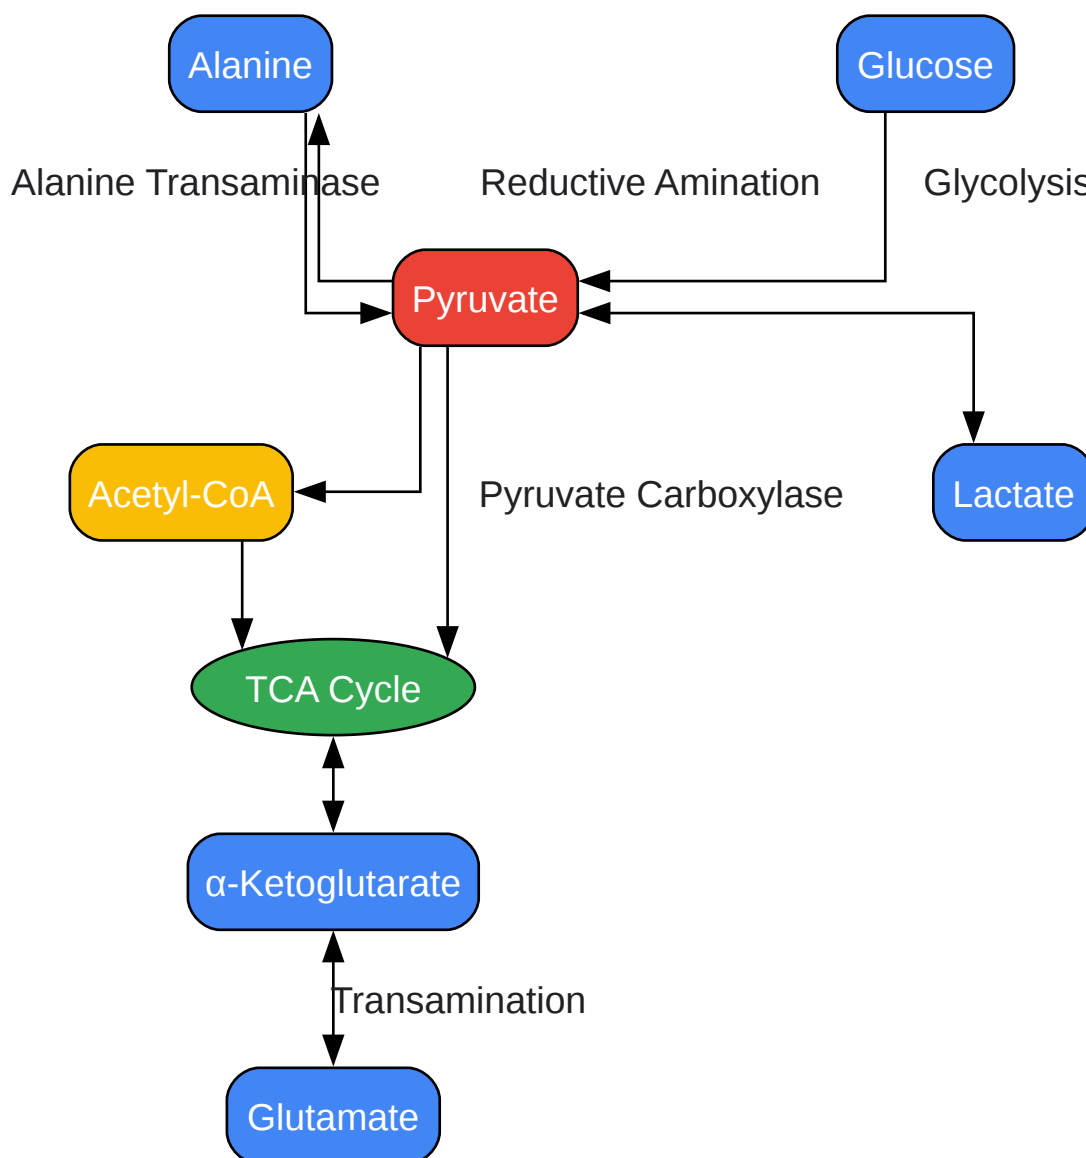 Alanine
Glucose
Alanine Transaminase
Reductive Amination
Glycolysis
Pyruvate
Acetyl-CoA
Pyruvate Carboxylase
Lactate
TCA Cycle
α-Ketoglutarate
Transamination
Glutamate